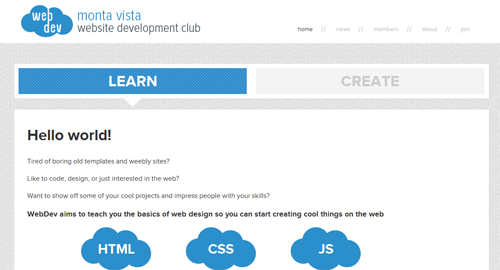 web dev
monta vista
website development club
home // news // members // about // join
LEARN
CREATE
Hello world!
Tired of boring old templates and weebly sites?
Like to code, design, or just interested in the web?
Want to show off some of your cool projects and impress people with your skills?
WebDev aims to teach you the basics of web design so you can start creating cool things on the web
HTML
CSS
JS